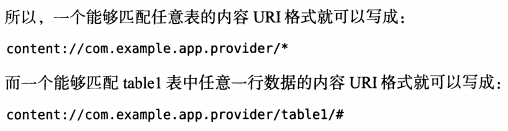 所以，一个能够匹配任意表的内容 URI 格式就可以写成：
content://com.example.app.provider/*
而一个能够匹配 table1 表中任意一行数据的内容 URI 格式就可以写成：
content://com.example.app.provider/table1/#